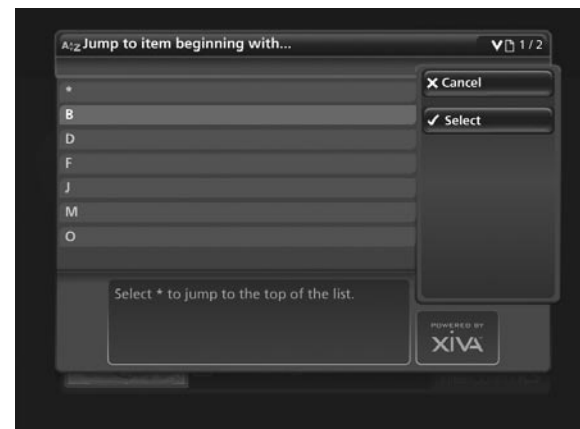 A:z Jump to item beginning with...
1 / 2
*
B
D
F
J
M
O
Cancel
Select
Select * to jump to the top of the list.
POWERED BY
XiVA